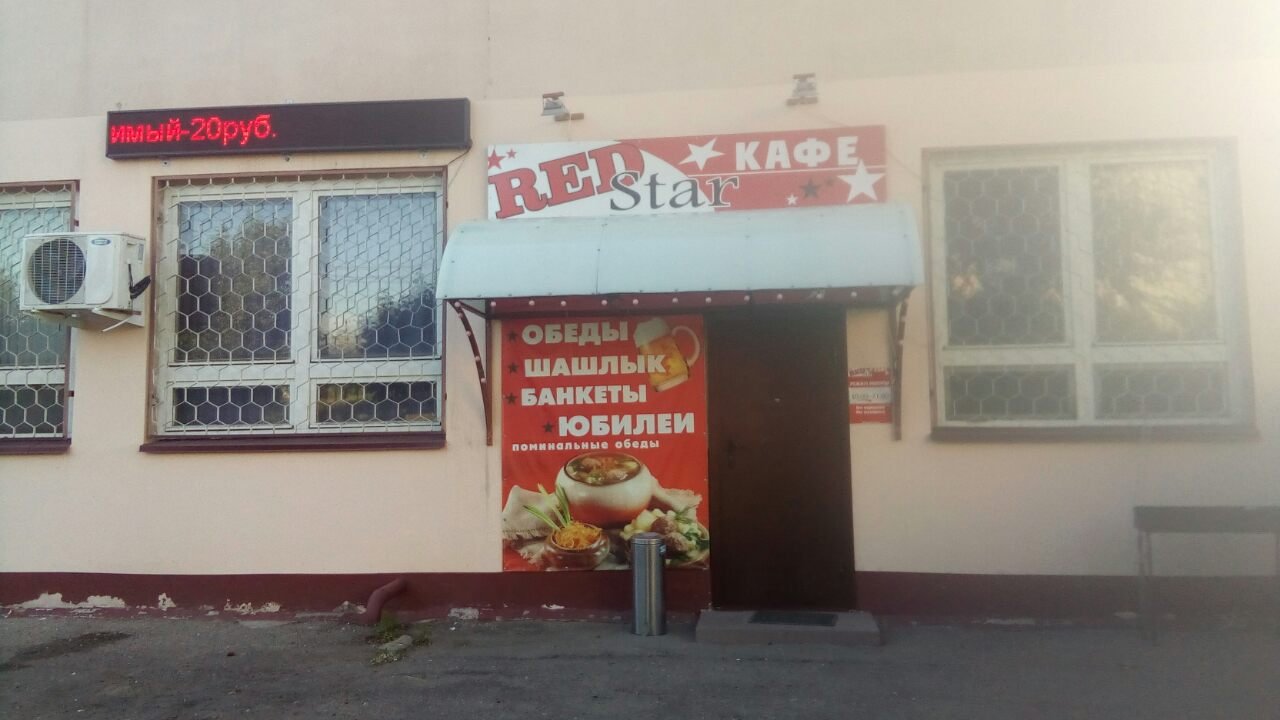 имый-20руб.
RED Star
КАФЕ
ОБЕДЫ
ШАШЛЫК
БАНКЕТЫ
ЮБИЛЕИ
поминальные обеды